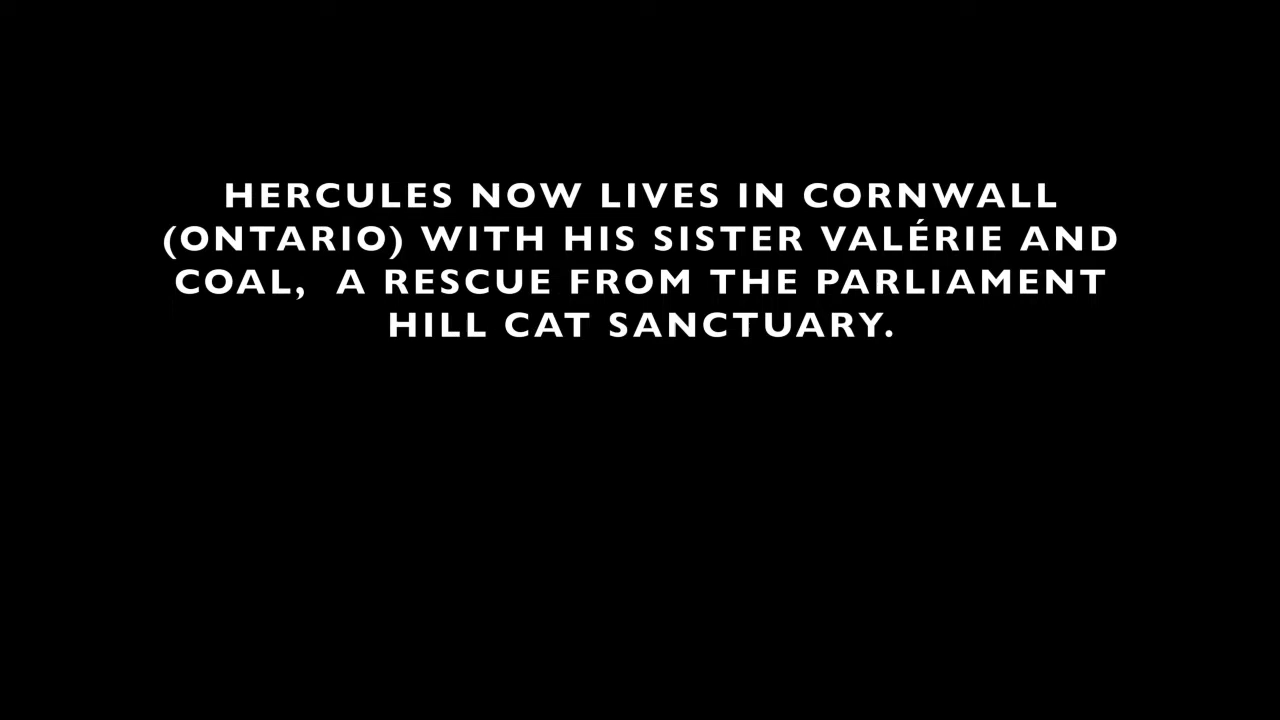 HERCULES NOW LIVES IN CORNWALL
(ONTARIO) WITH HIS SISTER VALÉRIE AND
COAL,  A RESCUE FROM THE PARLIAMENT
HILL CAT SANCTUARY.